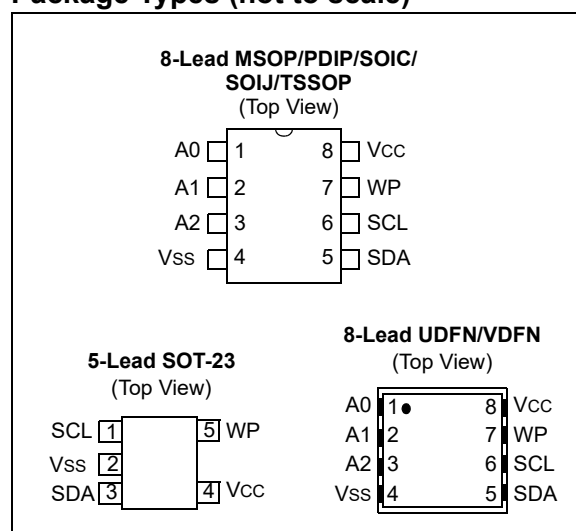 Package Types (not to scale)
8-Lead MSOP/PDIP/SOIC/
SOIJ/TSSOP
(Top View)
A0 1 8 VCC
A1 2 7 WP
A2 3 6 SCL
VSS 4 5 SDA
5-Lead SOT-23
(Top View)
SCL 1 5 WP
VSS 2
SDA 3 4 VCC
8-Lead UDFN/VDFN
(Top View)
A0 1 8 VCC
A1 2 7 WP
A2 3 6 SCL
VSS 4 5 SDA